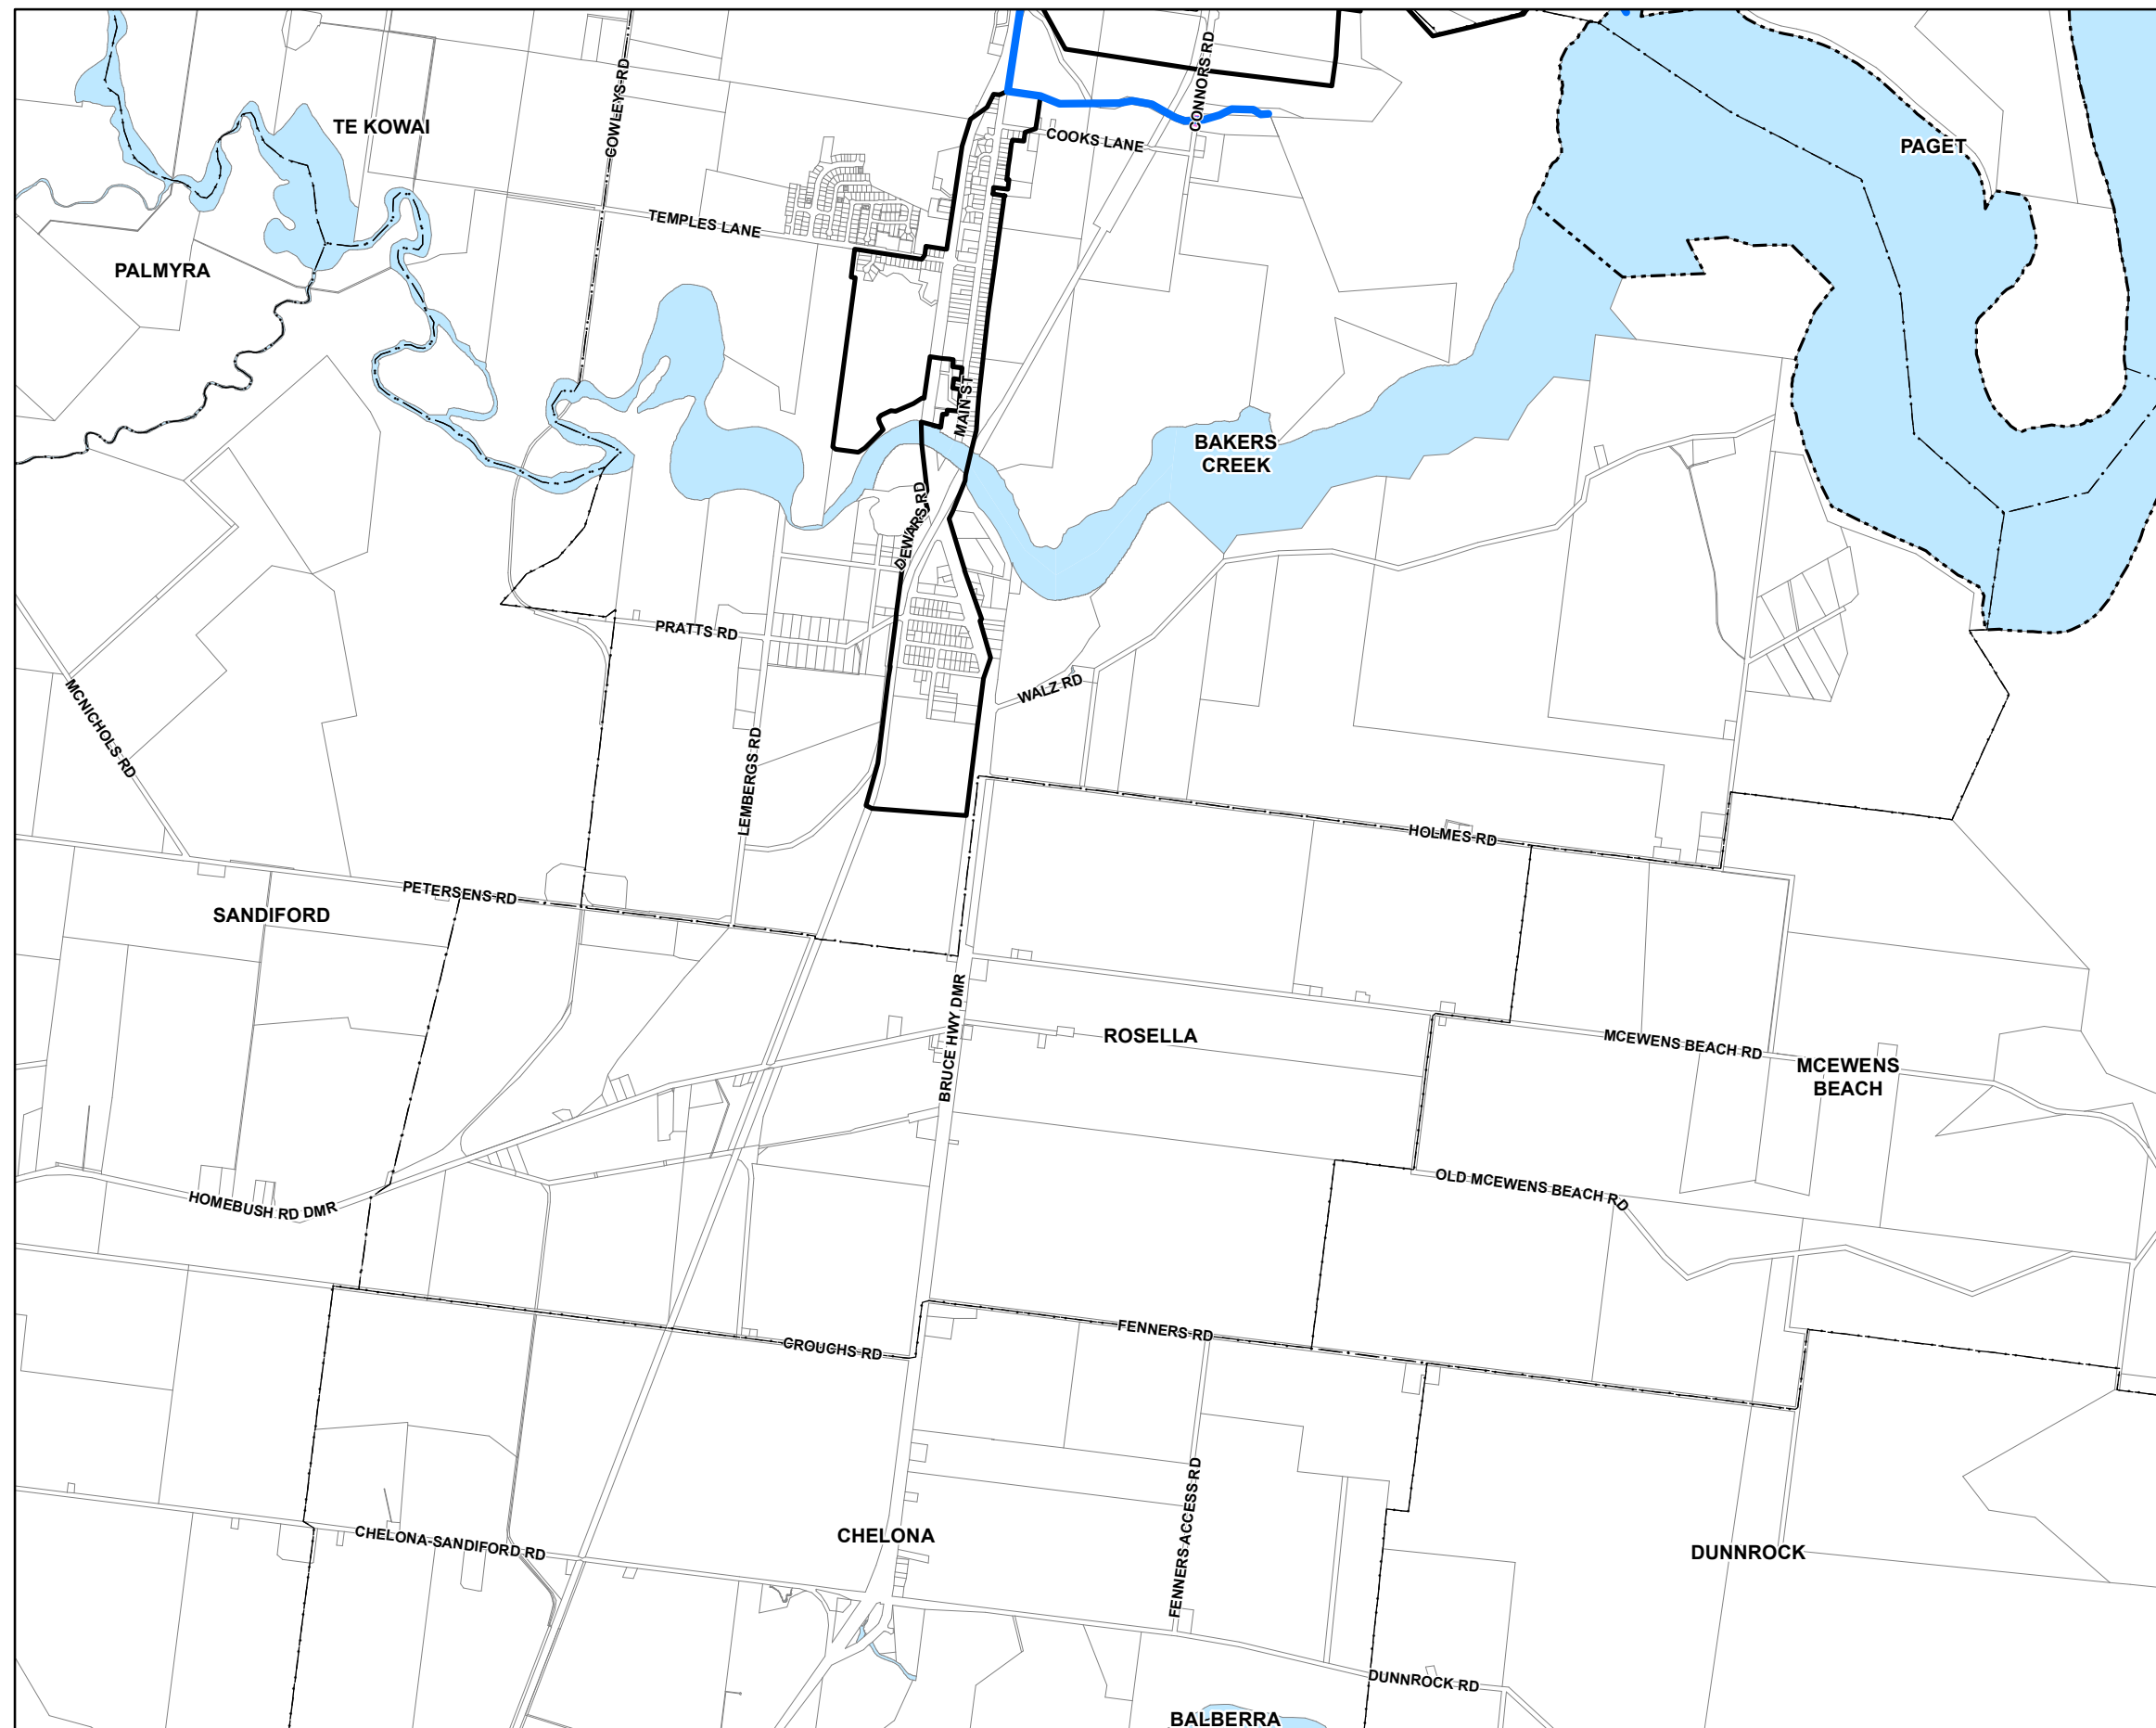 CONNORS RD
COWLEYS RD
TE KOWAI
COOKS LANE
PAGET
TEMPLES LANE
PALMYRA
MAIN ST
BAKERS
CREEK
DEWARS RD
PRATTS RD
WALZ RD
MCNICHOLS RD
LEMBERGS RD
HOLMES RD
PETERSENS RD
SANDIFORD
BRUCE HWY DMR
ROSELLA
MCEWENS BEACH RD
MCEWENS
BEACH
OLD MCEWENS BEACH RD
HOMEBUSH RD DMR
FENNERS RD
CROUGHS RD
FENNERS ACCESS RD
CHELONA
CHELONA-SANDIFORD RD
DUNNROCK
DUNNROCK RD
BALBERRA